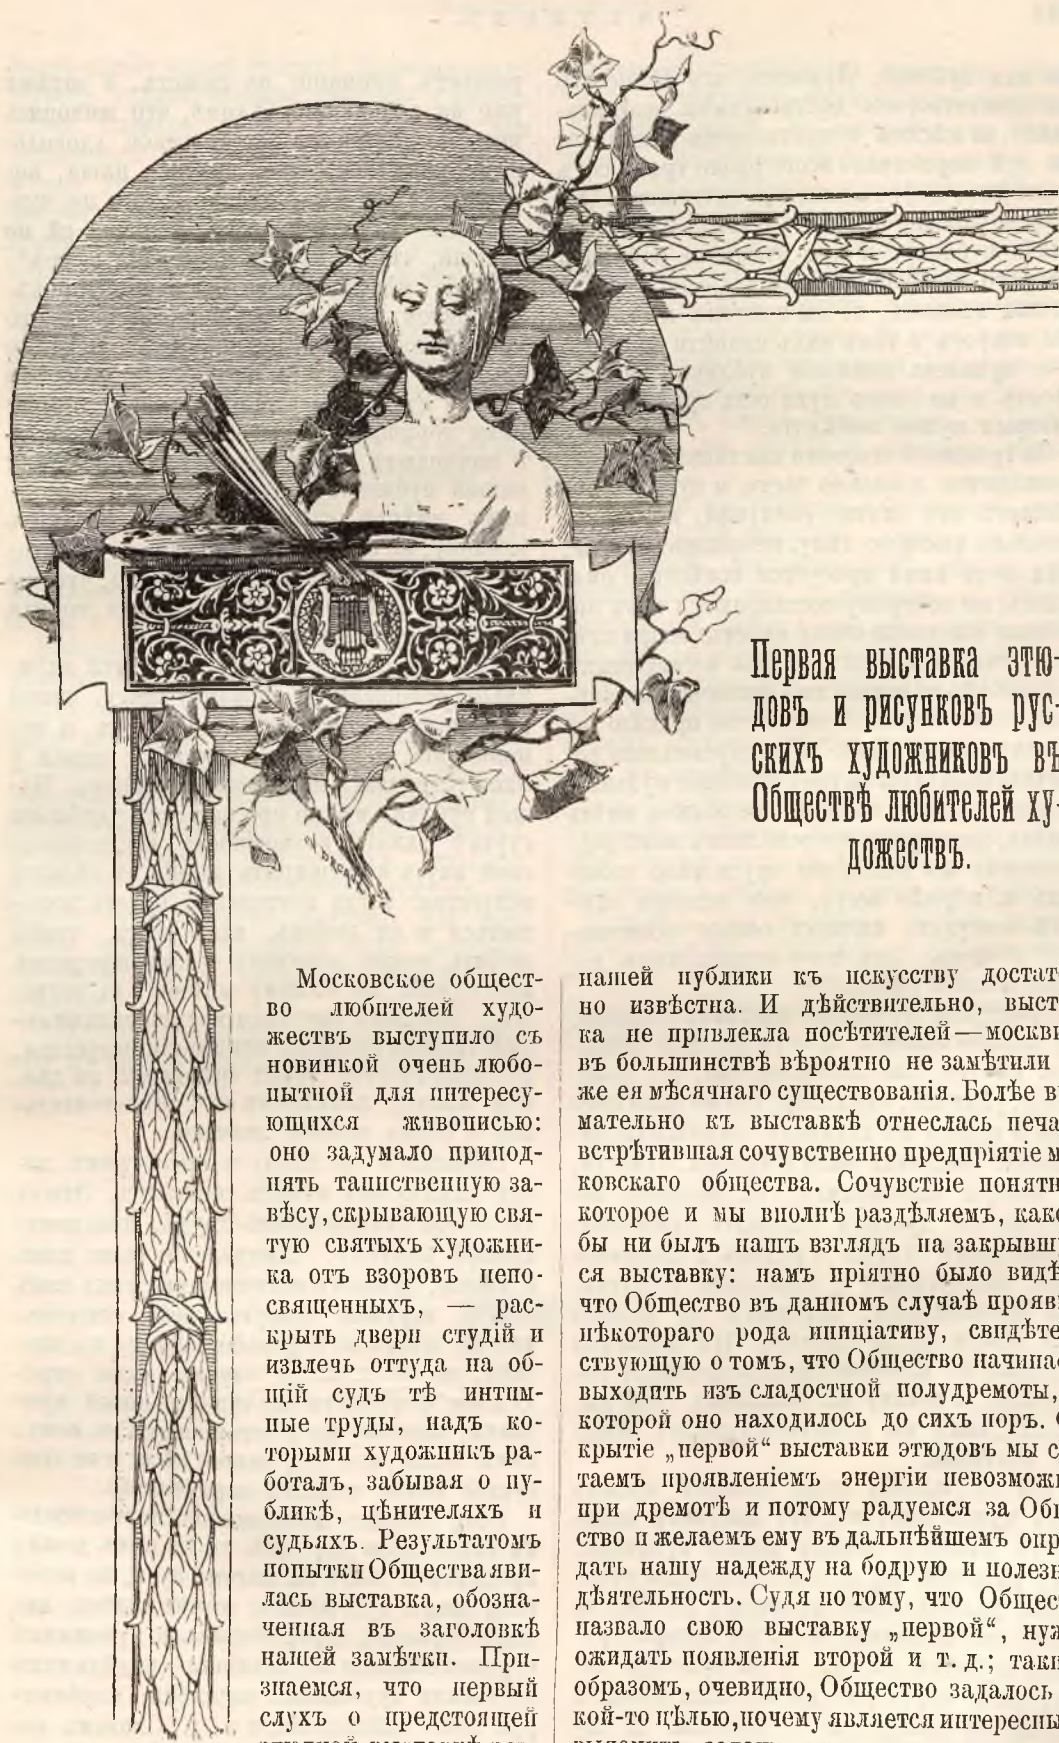 Первая выставка этю-
довъ и рисунковъ рус-
скихъ художниковъ въ
Обществѣ любителей ху-
дожествъ.
Московское общест-
во любителей худо-
жествъ выступило съ
новинкой очень любо-
пытной для интересу-
ющихся живописью:
оно задумало припод-
нять таинственную за-
вѣсу, скрывающую свя-
тую святыхъ художни-
ка отъ взоровъ непо-
священныхъ, — рас-
крыть двери студій и
извлечь оттуда на об-
щій судъ тѣ интим-
ные труды, надъ ко-
торыми художникъ ра-
боталъ, забывая о пу-
бликѣ, цѣнителяхъ и
судьяхъ. Результатомъ
попытки Общества яви-
лась выставка, обозна-
ченная въ заголовкѣ
нашей замѣтки. При-
знаемся, что первый
слухъ о предстоящей
нашей публики къ искусству достат
но извѣстна. И дѣйствительно, выст
ка не привлекла посѣтителей—москви
въ большинствѣ вѣроятно не замѣтили
же ея мѣсячнаго существованія. Болѣе в
мательно къ выставкѣ отнеслась печа
встрѣтившая сочувственно предпріятіе м
ковскаго общества. Сочувствіе понятн
которое и мы вполнѣ раздѣляемъ, како
бы ни былъ нашъ взглядъ на закрывш
ся выставку: намъ пріятно было видѣ
что Общество въ данномъ случаѣ прояви
нѣкотораго рода иниціативу, свидѣте
ствующую о томъ, что Общество начинае
выходить изъ сладостной полудремоты,
которой оно находилось до сихъ поръ. О
крытіе „первой“ выставки этюдовъ мы с
таемъ проявленіемъ энергіи невозможн
при дремотѣ и потому радуемся за Общ
ство и желаемъ ему въ дальнѣйшемъ опр
дать нашу надежду на бодрую и полезн
дѣятельность. Судя по тому, что Общес
назвало свою выставку „первой“, нуж
ожидать появленія второй и т. д.; таки
образомъ, очевидно, Общество задалось
кой-то цѣлью, почему является интересны